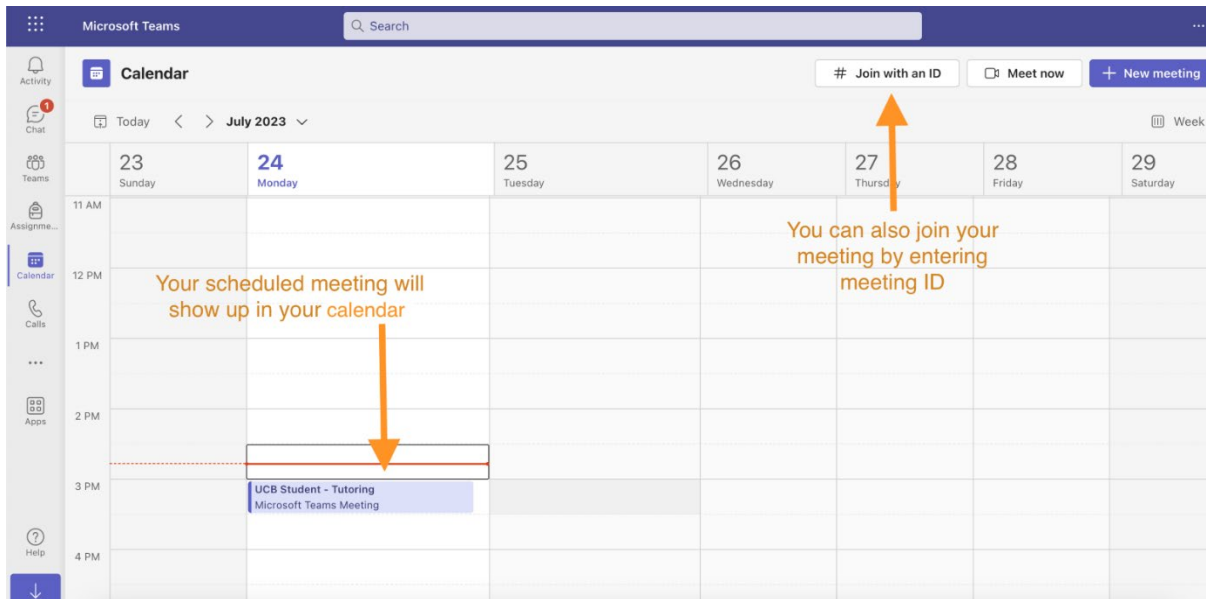 Microsoft Teams
Search
...
Activity
1
Chat
Teams
Assignme...
Calendar
Calls
...
Apps
Help
Calendar
# Join with an ID
Meet now
+ New meeting
Today < > July 2023
Week
23
Sunday
24
Monday
25
Tuesday
26
Wednesday
27
Thursday
28
Friday
29
Saturday
11 AM
12 PM
1 PM
2 PM
3 PM
4 PM
You can also join your
meeting by entering
meeting ID
Your scheduled meeting will
show up in your calendar
UCB Student - Tutoring
Microsoft Teams Meeting